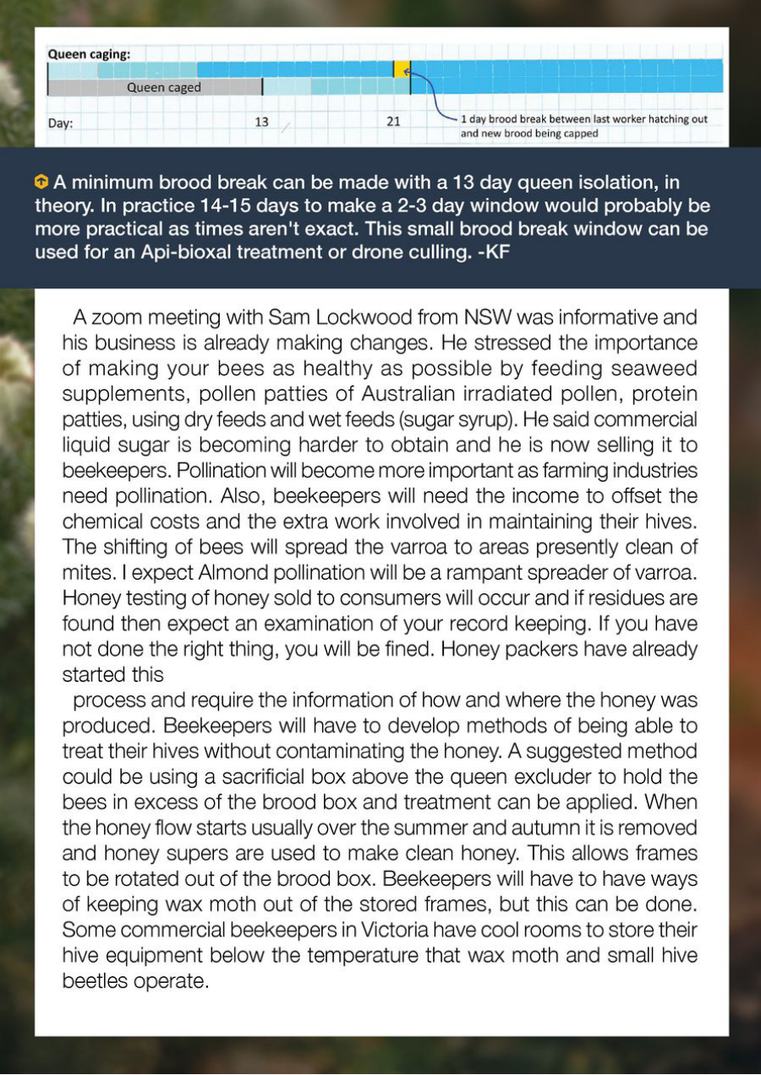 Queen caging:
Queen caged
Day:
13
21
1 day brood break between last worker hatching out
and new brood being capped
A minimum brood break can be made with a 13 day queen isolation, in
theory. In practice 14-15 days to make a 2-3 day window would probably be
more practical as times aren't exact. This small brood break window can be
used for an Api-bioxal treatment or drone culling. -KF
A zoom meeting with Sam Lockwood from NSW was informative and
his business is already making changes. He stressed the importance
of making your bees as healthy as possible by feeding seaweed
supplements, pollen patties of Australian irradiated pollen, protein
patties, using dry feeds and wet feeds (sugar syrup). He said commercial
liquid sugar is becoming harder to obtain and he is now selling it to
beekeepers. Pollination will become more important as farming industries
need pollination. Also, beekeepers will need the income to offset the
chemical costs and the extra work involved in maintaining their hives.
The shifting of bees will spread the varroa to areas presently clean of
mites. I expect Almond pollination will be a rampant spreader of varroa.
Honey testing of honey sold to consumers will occur and if residues are
found then expect an examination of your record keeping. If you have
not done the right thing, you will be fined. Honey packers have already
started this
process and require the information of how and where the honey was
produced. Beekeepers will have to develop methods of being able to
treat their hives without contaminating the honey. A suggested method
could be using a sacrificial box above the queen excluder to hold the
bees in excess of the brood box and treatment can be applied. When
the honey flow starts usually over the summer and autumn it is removed
and honey supers are used to make clean honey. This allows frames
to be rotated out of the brood box. Beekeepers will have to have ways
of keeping wax moth out of the stored frames, but this can be done.
Some commercial beekeepers in Victoria have cool rooms to store their
hive equipment below the temperature that wax moth and small hive
beetles operate.